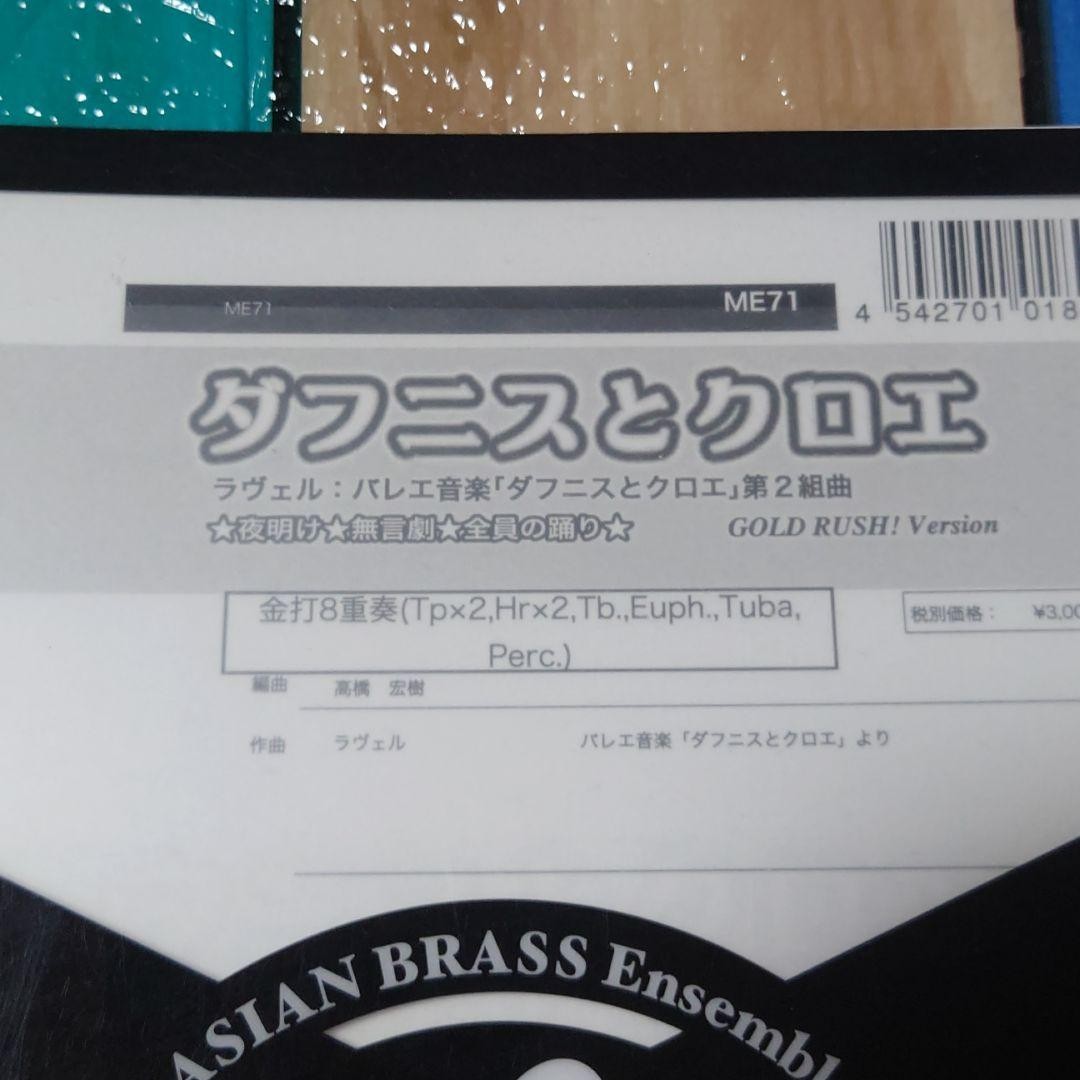 ME71 ME71
4 542701 018
ダフニスとクロエ
ラヴェル：バレエ音楽「ダフニスとクロエ」第２組曲
★夜明け★無言劇★全員の踊り★ GOLD RUSH! Version
金打8重奏(Tp×2,Hr×2,Tb.,Euph.,Tuba,
Perc.)
税別価格： ¥3,00
編曲 高橋 宏樹
作曲 ラヴェル バレエ音楽「ダフニスとクロエ」より
ASIAN BRASS Ensembl